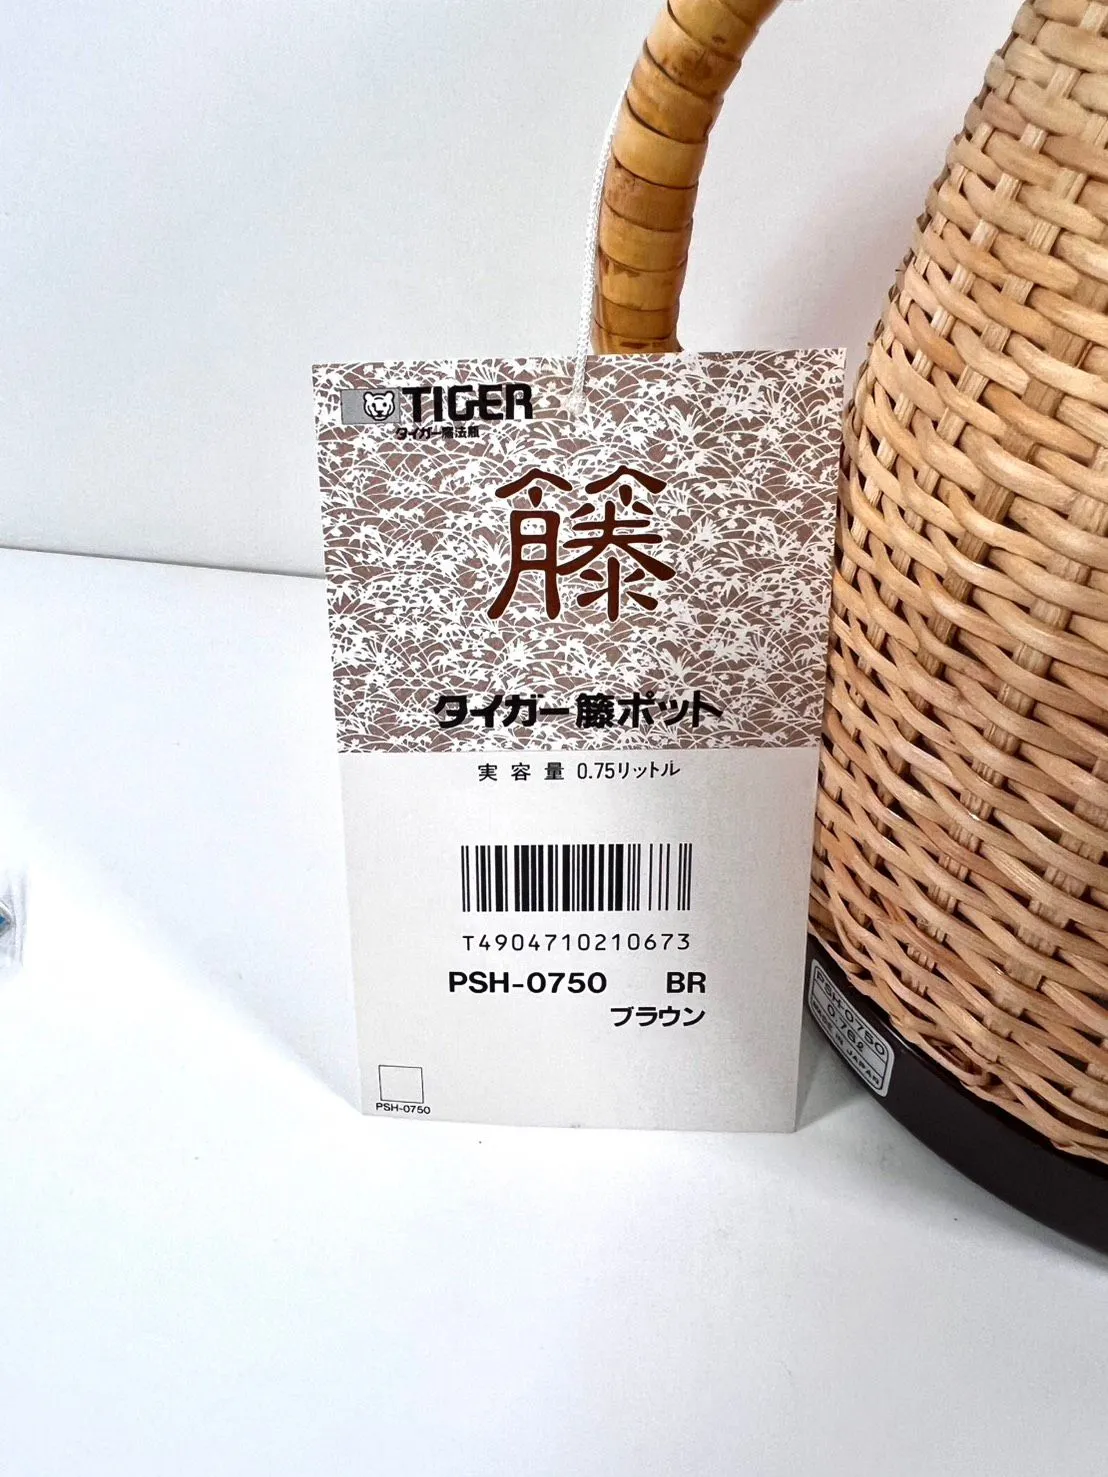 TIGER
タイガー魔法瓶
籐
タイガー籐ポット
実容量 0.75リットル
T4904710210673
PSH-0750 BR
ブラウン
PSH-0750
PSH-0750
0.75ℓ
MADE IN JAPAN